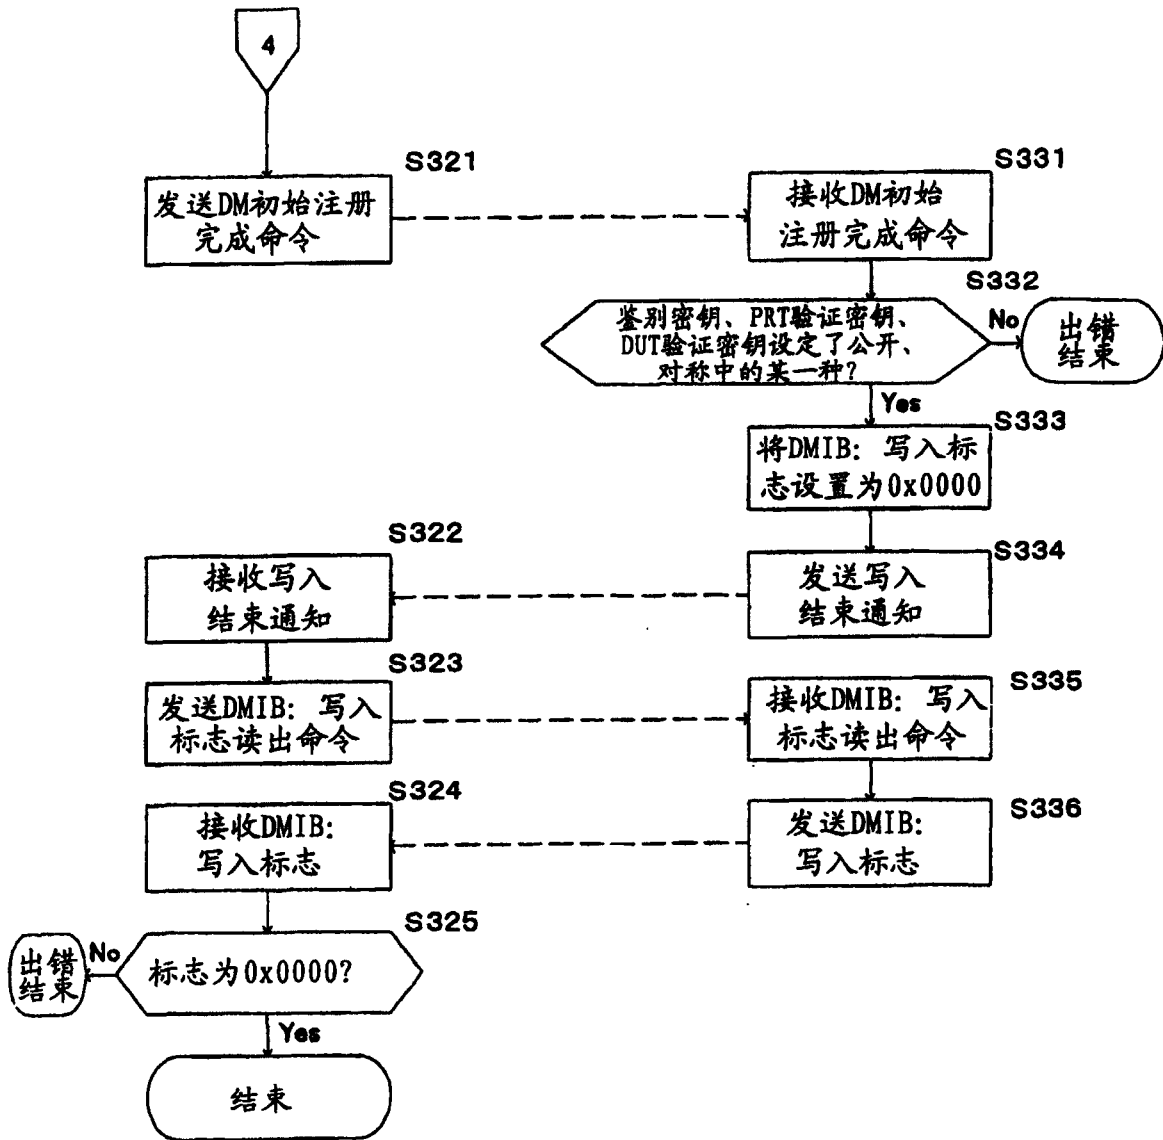 4
S321
发送DM初始注册
完成命令
S331
接收DM初始
注册完成命令
S332
鉴别密钥、PRT验证密钥、
DUT验证密钥设定了公开、
对称中的某一种?
No
出错
结束
Yes
S333
将DMIB: 写入标
志设置为0x0000
S322
接收写入
结束通知
S334
发送写入
结束通知
S323
发送DMIB: 写入
标志读出命令
S335
接收DMIB: 写入
标志读出命令
S324
接收DMIB:
写入标志
S336
发送DMIB:
写入标志
S325
标志为0x0000?
No
出错
结束
Yes
结束